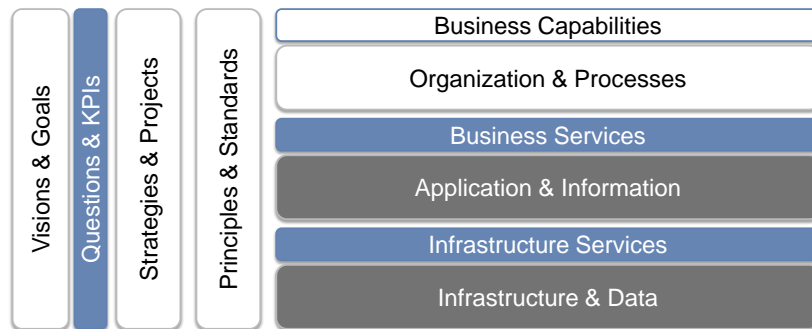 Visions & Goals
Questions & KPIs
Strategies & Projects
Principles & Standards
Business Capabilities
Organization & Processes
Business Services
Application & Information
Infrastructure Services
Infrastructure & Data